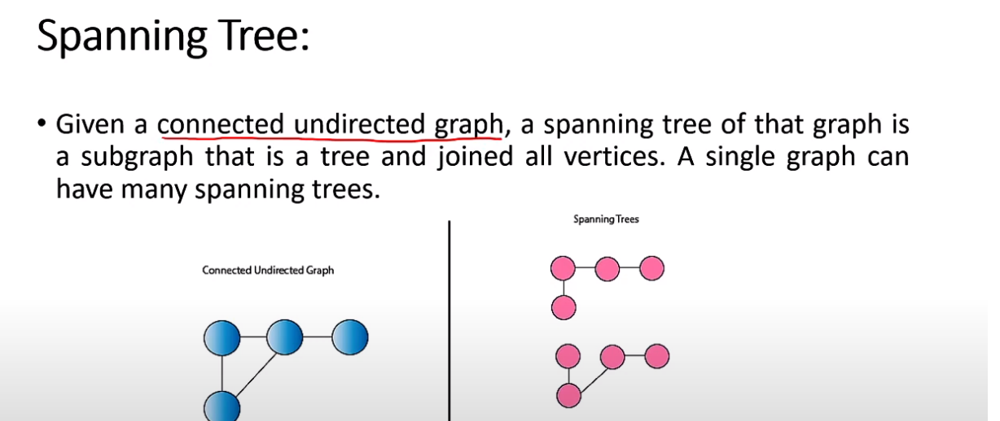 Spanning Tree:
• Given a connected undirected graph, a spanning tree of that graph is
a subgraph that is a tree and joined all vertices. A single graph can
have many spanning trees.
Spanning Trees
Connected Undirected Graph